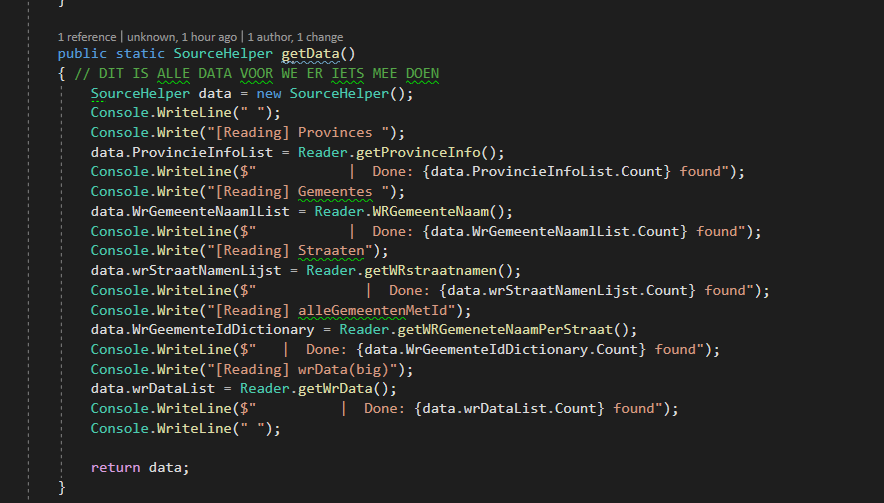 }
1 reference | unknown, 1 hour ago | 1 author, 1 change
public static SourceHelper getData()
{ // DIT IS ALLE DATA VOOR WE ER IETS MEE DOEN
    SourceHelper data = new SourceHelper();
    Console.WriteLine(" ");
    Console.Write("[Reading] Provinces ");
    data.ProvincieInfoList = Reader.getProvinceInfo();
    Console.WriteLine($"           |  Done: {data.ProvincieInfoList.Count} found");
    Console.Write("[Reading] Gemeentes ");
    data.WrGemeenteNaamlList = Reader.WRGemeenteNaam();
    Console.WriteLine($"           |  Done: {data.WrGemeenteNaamlList.Count} found");
    Console.Write("[Reading] Straaten");
    data.wrStraatNamenLijst = Reader.getWRstraatnamen();
    Console.WriteLine($"             |  Done: {data.wrStraatNamenLijst.Count} found");
    Console.Write("[Reading] alleGemeentenMetId");
    data.WrGeementeIdDictionary = Reader.getWRGemeneteNaamPerStraat();
    Console.WriteLine($"   |  Done: {data.WrGeementeIdDictionary.Count} found");
    Console.Write("[Reading] wrData(big)");
    data.wrDataList = Reader.getWrData();
    Console.WriteLine($"          |  Done: {data.wrDataList.Count} found");
    Console.WriteLine(" ");
    return data;
}